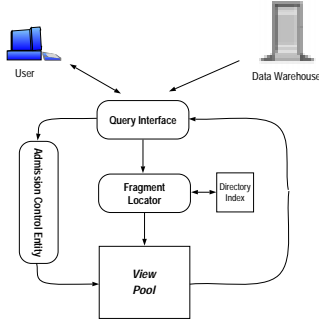 User
Data Warehouse
Query Interface
Admission Control Entity
Fragment
Locator
Directory
Index
View
Pool